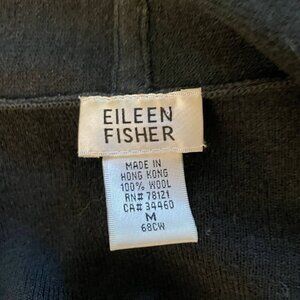 EILEEN
FISHER
MADE IN
HONG KONG
100% WOOL
RN# 78121
CA# 34460
M
68CW